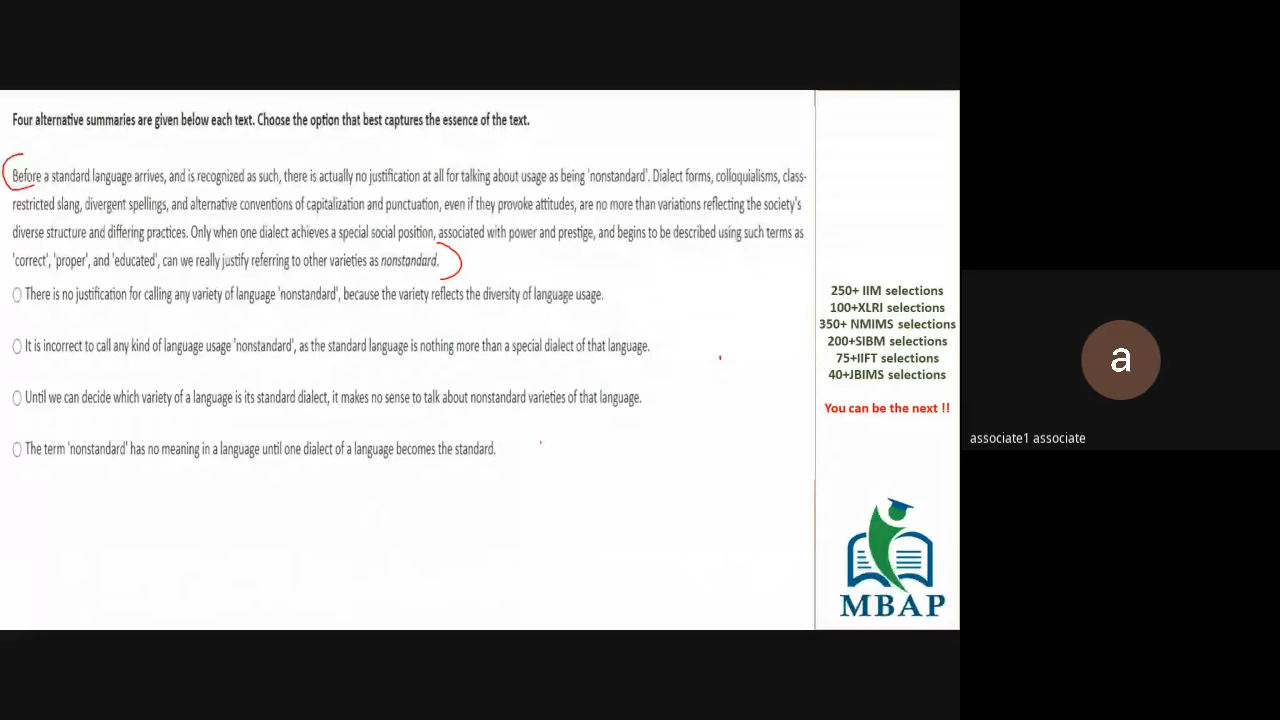 Four alternative summaries are given below each text. Choose the option that best captures the essence of the text.
Before a standard language arrives, and is recognized as such, there is actually no justification at all for talking about usage as being 'nonstandard'. Dialect forms, colloquialisms, class-
restricted slang, divergent spellings, and alternative conventions of capitalization and punctuation, even if they provoke attitudes, are no more than variations reflecting the society's
diverse structure and differing practices. Only when one dialect achieves a special social position, associated with power and prestige, and begins to be described using such terms as
'correct', 'proper', and 'educated', can we really justify referring to other varieties as nonstandard.
There is no justification for calling any variety of language 'nonstandard', because the variety reflects the diversity of language usage.
It is incorrect to call any kind of language usage 'nonstandard', as the standard language is nothing more than a special dialect of that language.
Until we can decide which variety of a language is its standard dialect, it makes no sense to talk about nonstandard varieties of that language.
The term 'nonstandard' has no meaning in a language until one dialect of a language becomes the standard.
250+ IIM selections
100+XLRI selections
350+ NMIMS selections
200+SIBM selections
75+IIFT selections
40+JBIMS selections
You can be the next !!
MBAP
a
associate1 associate